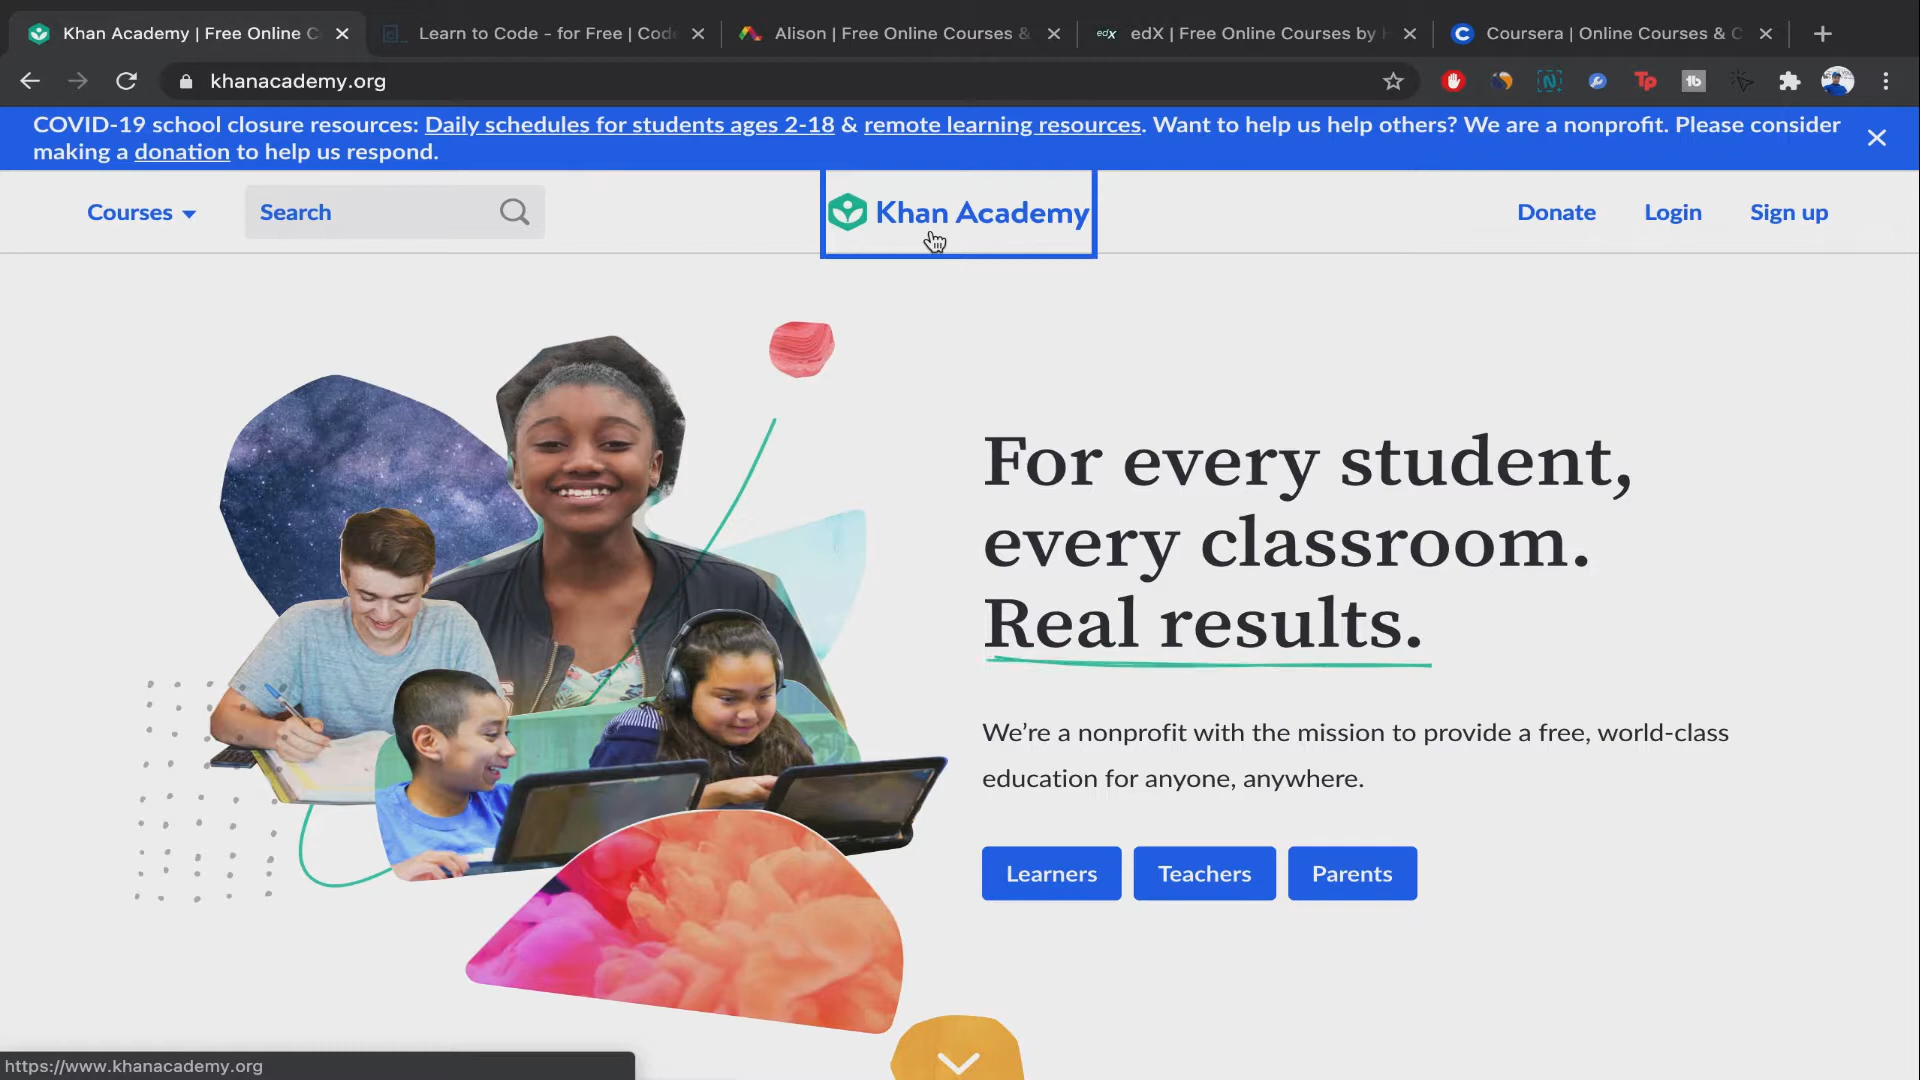 Khan Academy | Free Online C
Learn to Code - for Free | Code
Alison | Free Online Courses &
edX | Free Online Courses by H
Coursera | Online Courses & C
khanacademy.org
COVID-19 school closure resources: Daily schedules for students ages 2-18 & remote learning resources. Want to help us help others? We are a nonprofit. Please consider
making a donation to help us respond.
Courses
Search
Khan Academy
Donate
Login
Sign up
For every student,
every classroom.
Real results.
We’re a nonprofit with the mission to provide a free, world-class
education for anyone, anywhere.
Learners
Teachers
Parents
https://www.khanacademy.org